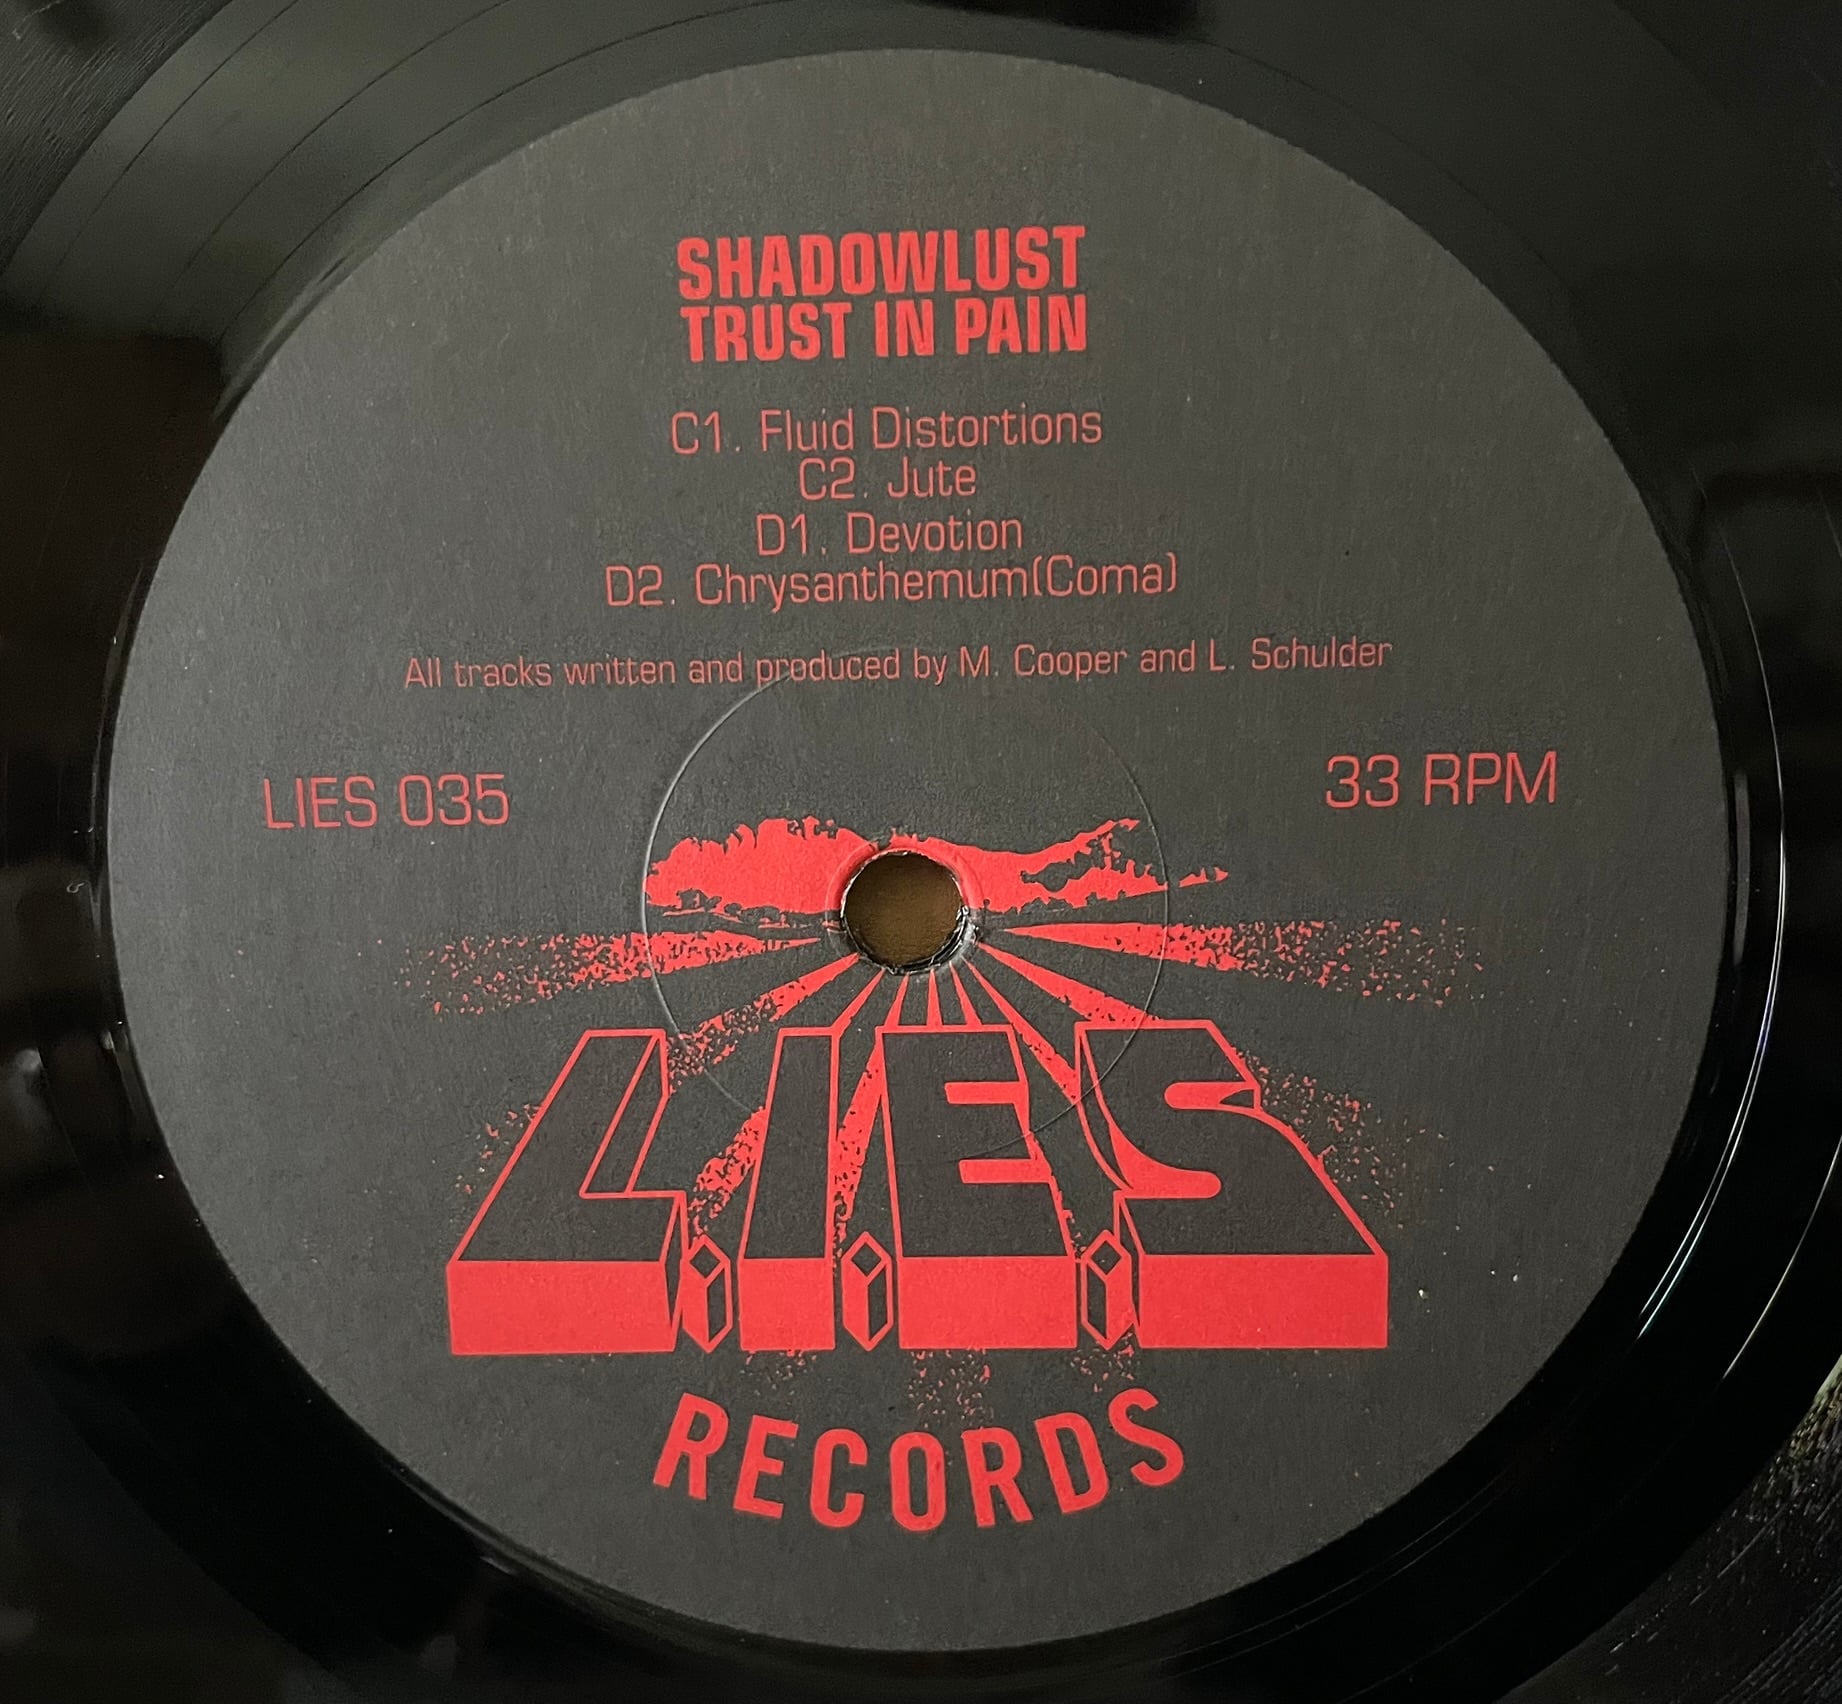 SHADOWLUST
TRUST IN PAIN
C1. Fluid Distortions
C2. Jute
D1. Devotion
D2. Chrysanthemum(Coma)
All tracks written and produced by M. Cooper and L. Schulder
LIES 035
33 RPM
L.I.E.S
RECORDS